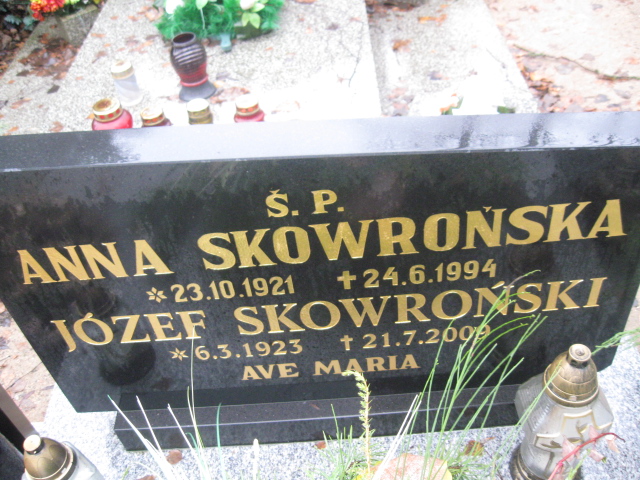 Ś. P.
ANNA SKOWROŃSKA
* 23.10.1921 ✝ 24.6.1994
JÓZEF SKOWROŃSKI
* 6.3.1923 ✝ 21.7.2009
AVE MARIA